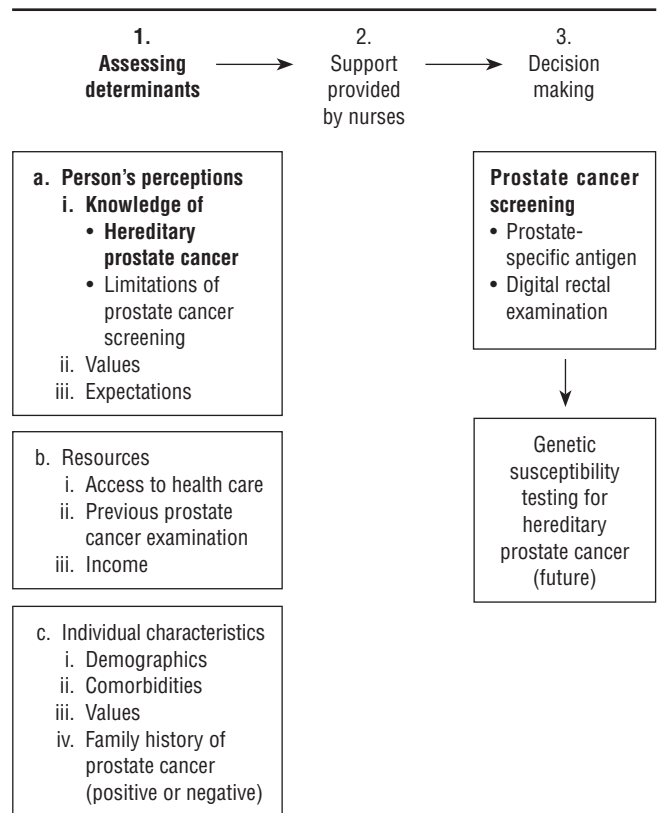 1.
Assessing
determinants
2.
Support
provided
by nurses
3.
Decision
making
a. Person's perceptions
i. Knowledge of
• Hereditary
prostate cancer
• Limitations of
prostate cancer
screening
ii. Values
iii. Expectations
b. Resources
i. Access to health care
ii. Previous prostate
cancer examination
iii. Income
c. Individual characteristics
i. Demographics
ii. Comorbidities
iii. Values
iv. Family history of
prostate cancer
(positive or negative)
Prostate cancer
screening
• Prostate-
specific antigen
• Digital rectal
examination
Genetic
susceptibility
testing for
hereditary
prostate cancer
(future)